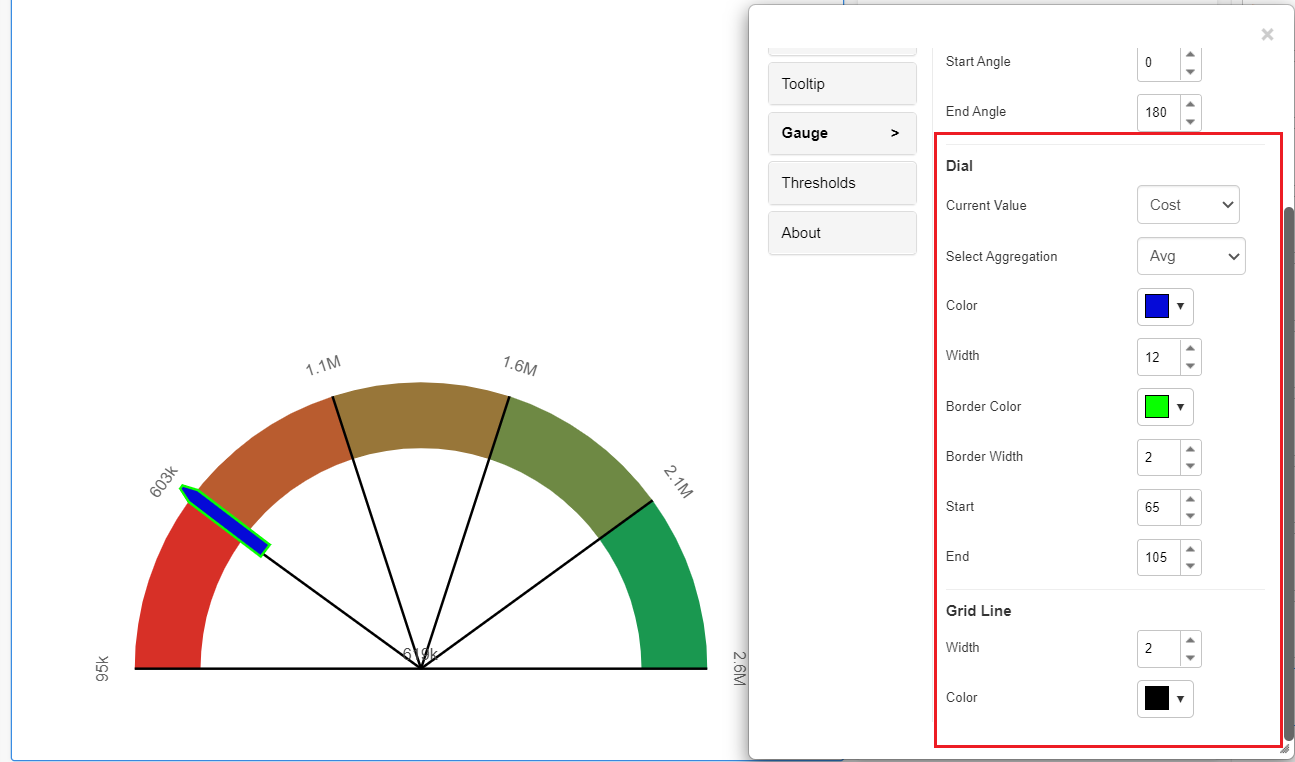 1.1M
1.6M
603k
2.1M
95k
619k
2.6M
×
Tooltip
Gauge >
Thresholds
About
Start Angle 0
End Angle 180
Dial
Current Value Cost
Select Aggregation Avg
Color
Width 12
Border Color
Border Width 2
Start 65
End 105
Grid Line
Width 2
Color